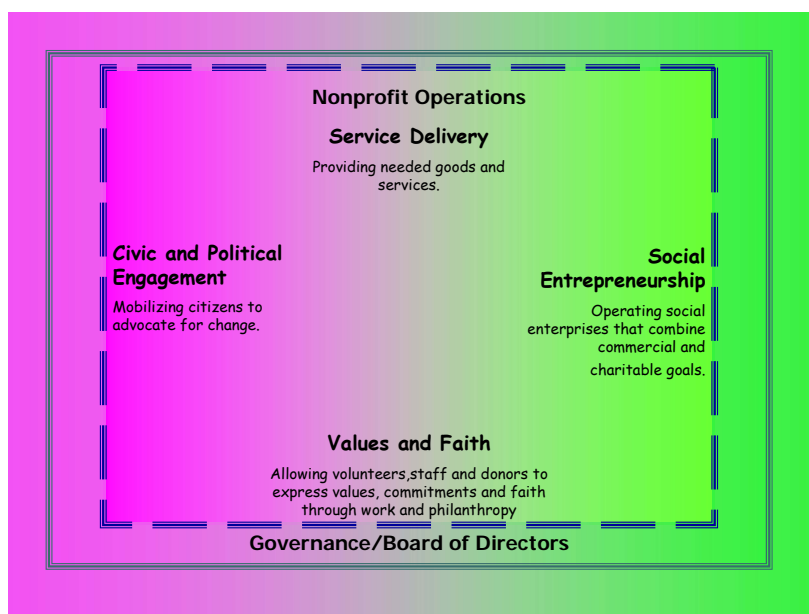 Nonprofit Operations
Service Delivery
Providing needed goods and
services.
Civic and Political
Engagement
Mobilizing citizens to
advocate for change.
Social
Entrepreneurship
Operating social
enterprises that combine
commercial and
charitable goals.
Values and Faith
Allowing volunteers,staff and donors to
express values, commitments and faith
through work and philanthropy
Governance/Board of Directors